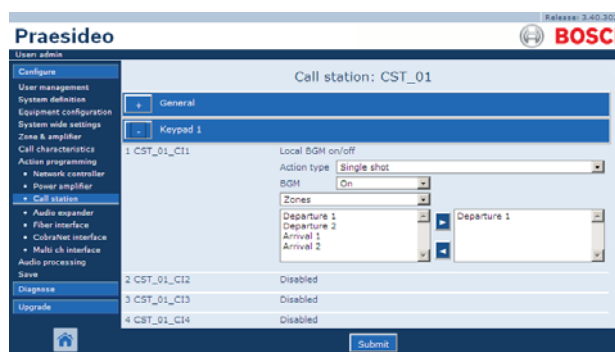 Release: 3.40.303
Praesideo
BOSCH
User: admin
Configure
User management
System definition
Equipment configuration
System wide settings
Zone & amplifier
Call characteristics
Action programming
• Network controller
• Power amplifier
• Call station
• Audio expander
• Fiber interface
• CobraNet interface
• Multi ch interface
Audio processing
Save
Diagnose
Upgrade
Call station: CST_01
+ General
- Keypad 1
1 CST_01_CI1 Local BGM on/off
Action type Single shot
BGM On
Zones
Departure 1
Departure 2
Arrival 1
Arrival 2
Departure 1
2 CST_01_CI2 Disabled
3 CST_01_CI3 Disabled
4 CST_01_CI4 Disabled
Submit